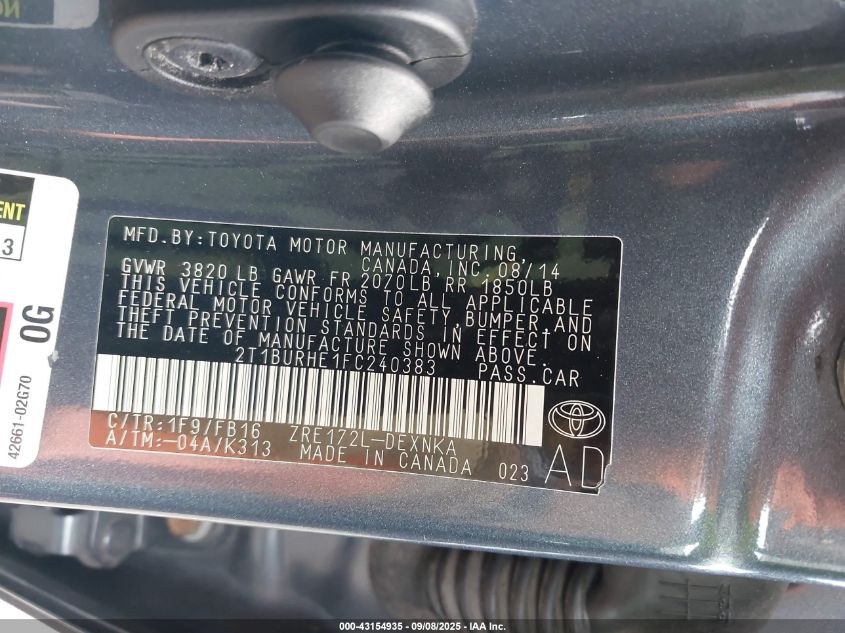 ENT
13
0G
42661-02G70
MFD.BY:TOYOTA MOTOR MANUFACTURING,
CANADA, INC. 08/14
GVWR 3820 LB GAWR FR 2070LB RR 1850LB
THIS VEHICLE CONFORMS TO ALL APPLICABLE
FEDERAL MOTOR VEHICLE SAFETY, BUMPER, AND
THEFT PREVENTION STANDARDS IN EFFECT ON
THE DATE OF MANUFACTURE SHOWN ABOVE.
2T1BURHE1FC240383 PASS.CAR
C/TR:1F9/FB16 ZRE172L-DEXNKA
A/TM:-04A/K313 MADE IN CANADA 023
AD
000-43154935 - 09/08/2025 - IAA Inc.